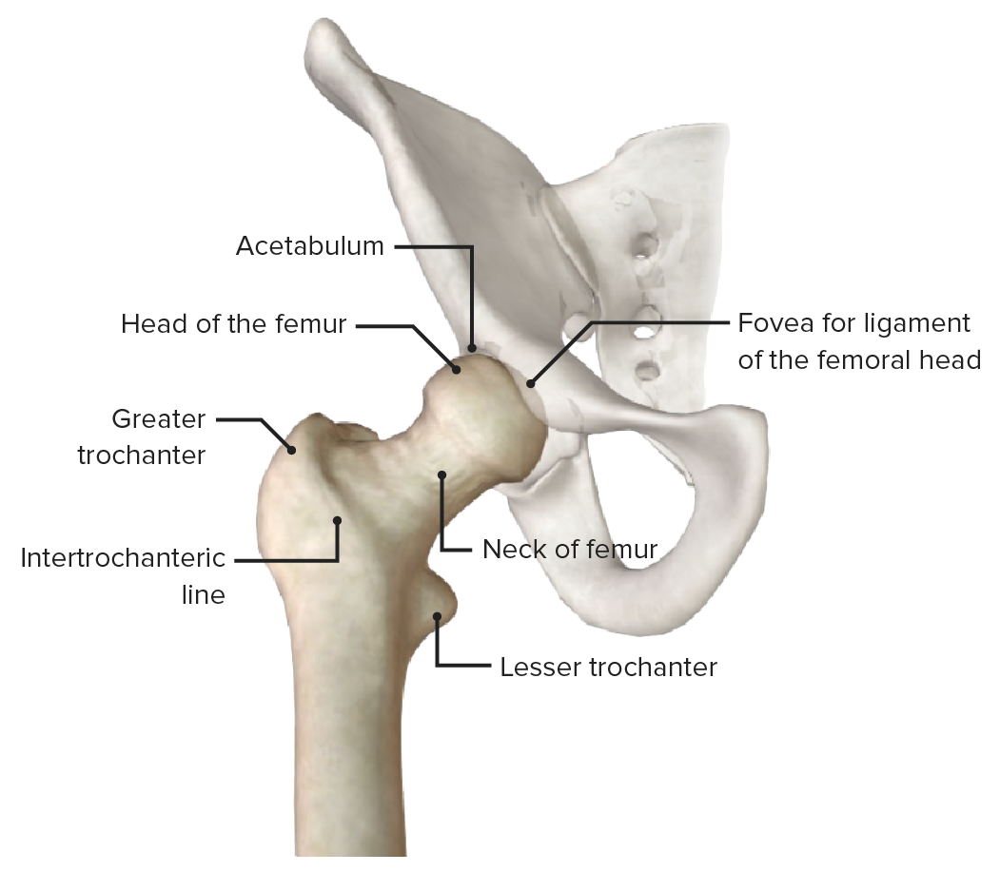 Acetabulum
Head of the femur
Fovea for ligament
of the femoral head
Greater
trochanter
Intertrochanteric
line
Neck of femur
Lesser trochanter